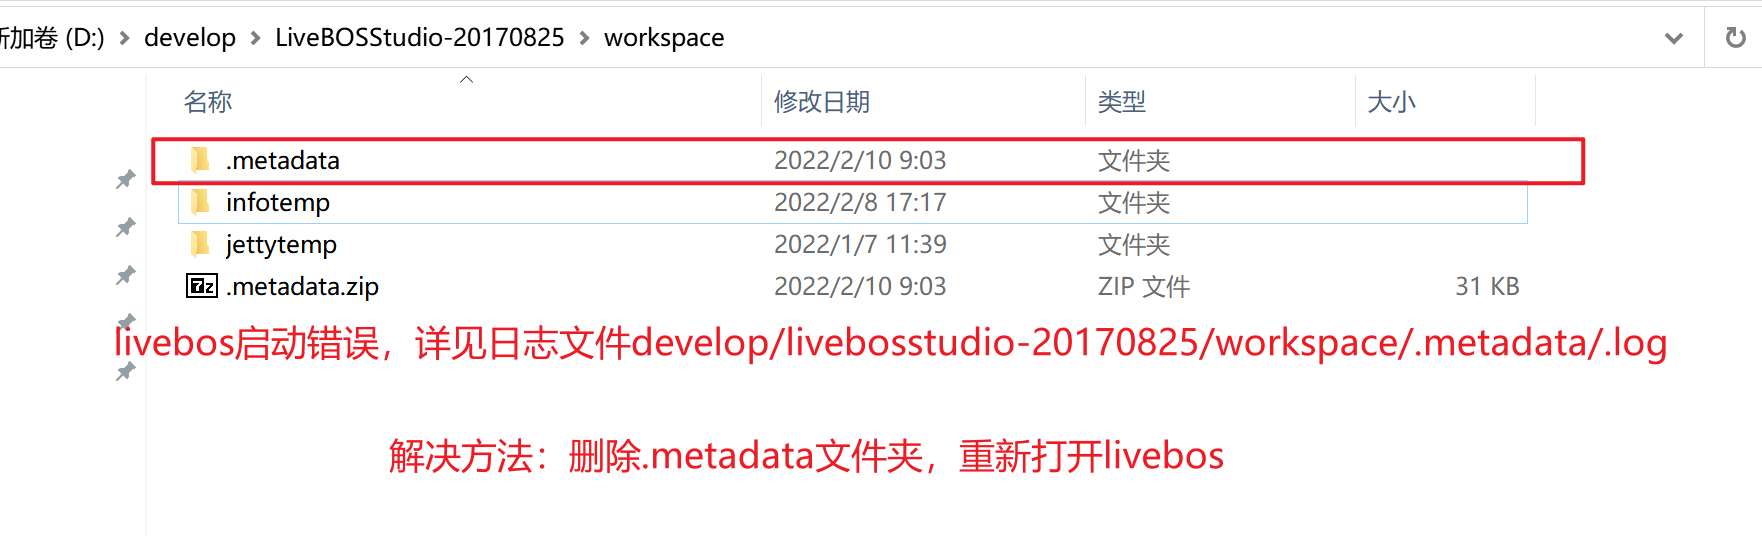 新加卷 (D:) > develop > LiveBOSStudio-20170825 > workspace
名称 修改日期 类型 大小
.metadata 2022/2/10 9:03 文件夹
infotemp 2022/2/8 17:17 文件夹
jettytemp 2022/1/7 11:39 文件夹
.metadata.zip 2022/2/10 9:03 ZIP 文件 31 KB
livebos启动错误，详见日志文件develop/livebosstudio-20170825/workspace/.metadata/.log
解决方法：删除.metadata文件夹，重新打开livebos